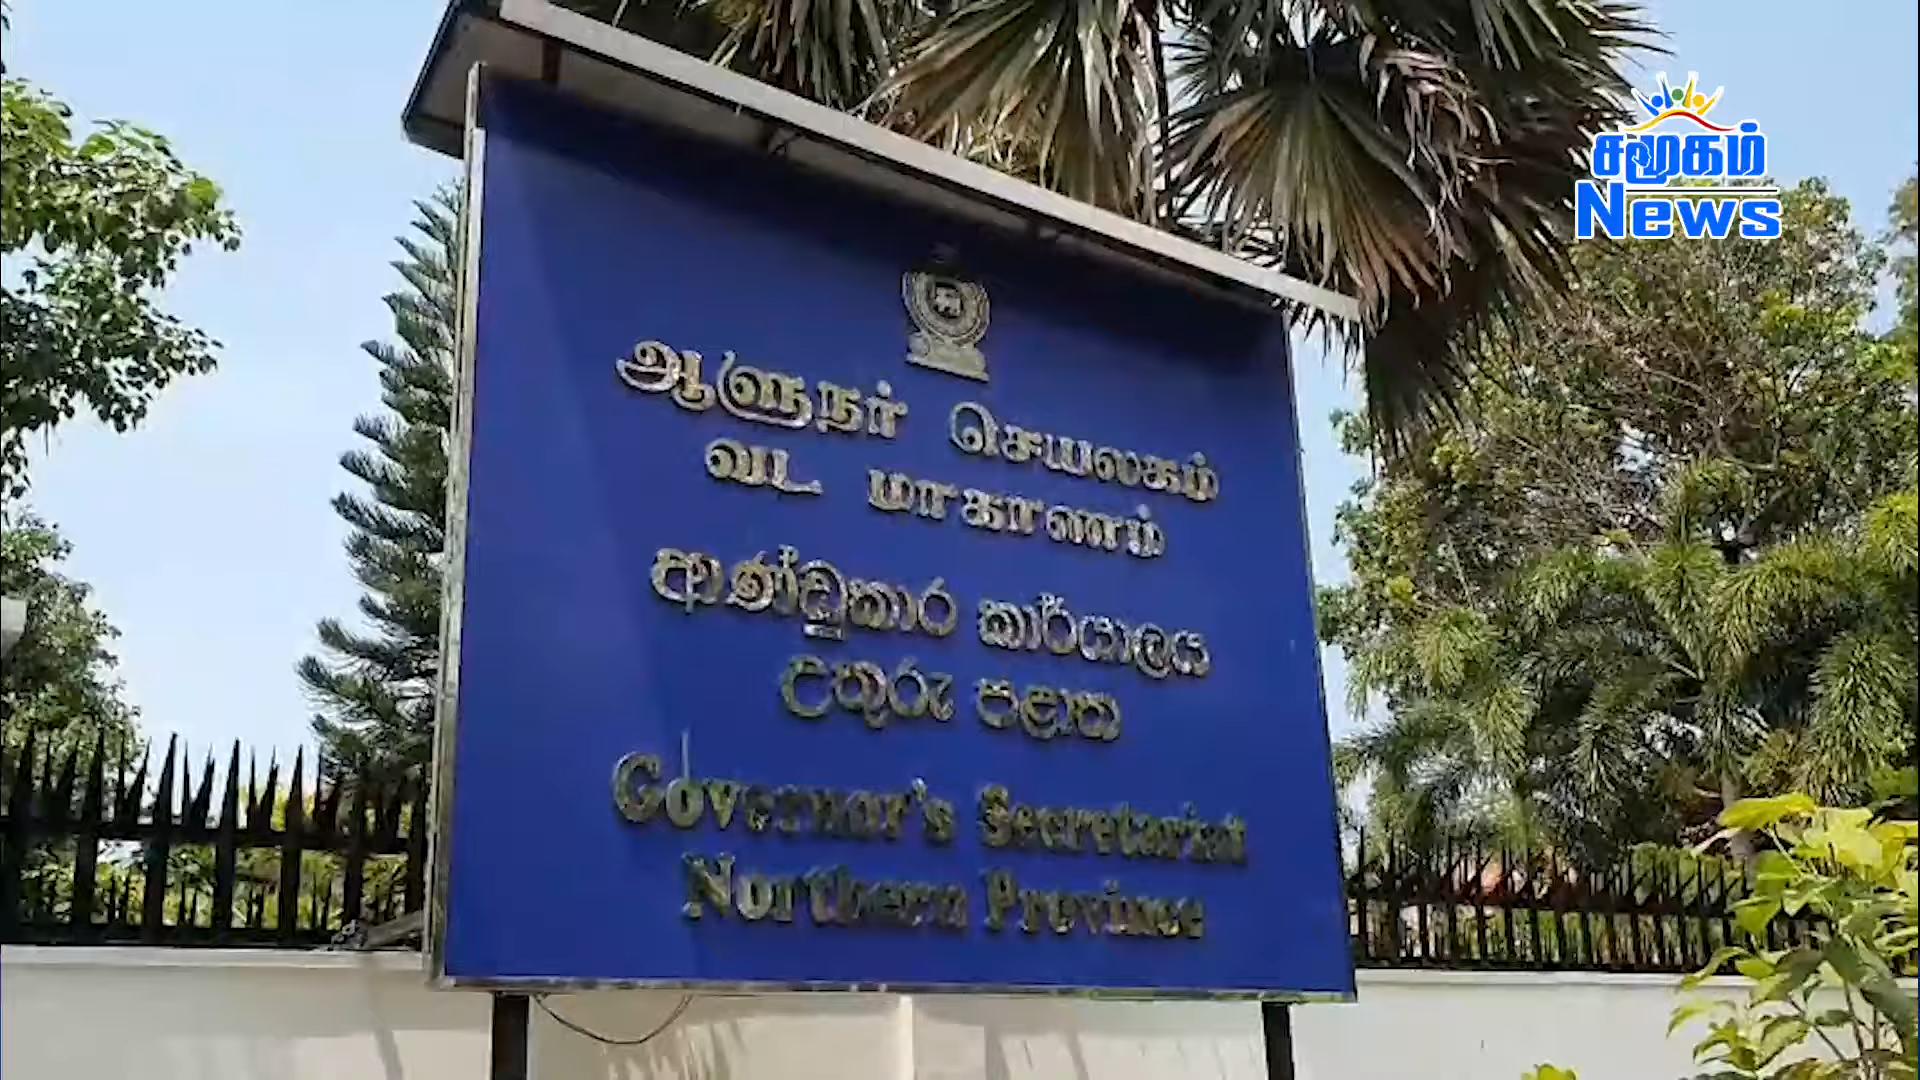 ஆளுநர் செயலகம்
வட மாகாணம்
ආණ්ඩුකාර කාර්යාලය
උතුරු පළාත
Governor's Secretariat
Northern Province
சமூகம்
News